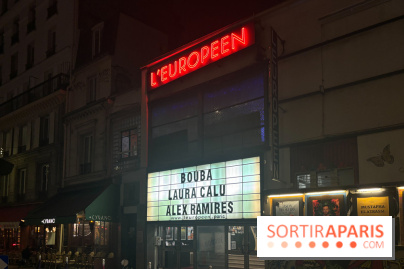 L'EUROPEEN
BOUBA
LAURA CALU
ALEX RAMIRES
SORTIRAPARIS
.com